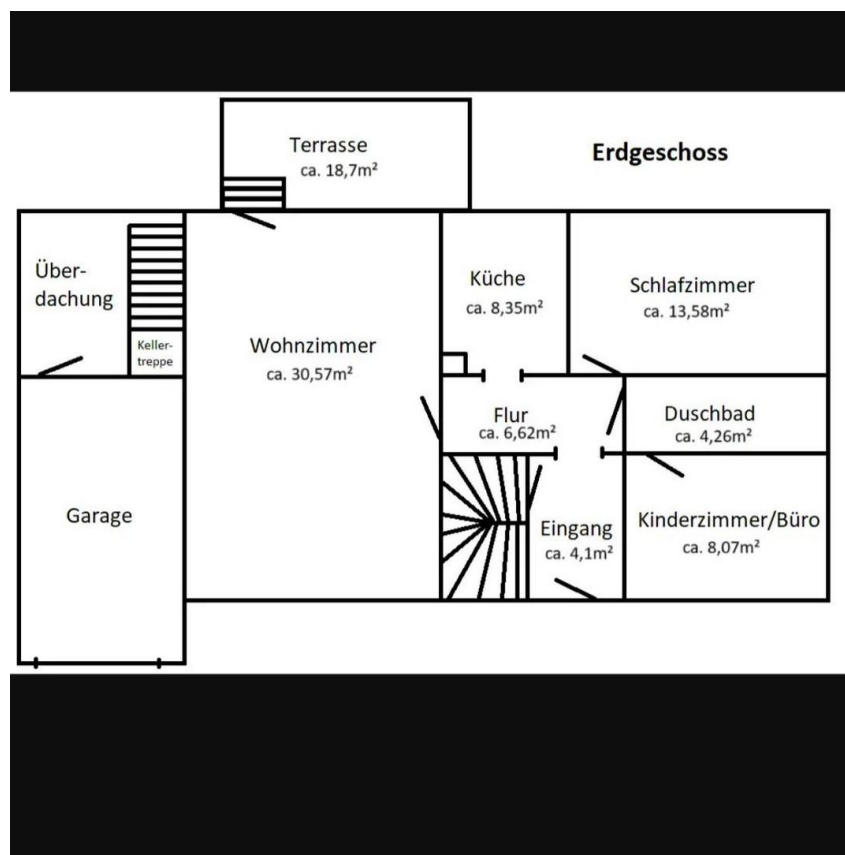 Terrasse
ca. 18,7m²
Erdgeschoss
Über-
dachung
Keller-
treppe
Wohnzimmer
ca. 30,57m²
Küche
ca. 8,35m²
Schlafzimmer
ca. 13,58m²
Flur
ca. 6,62m²
Duschbad
ca. 4,26m²
Garage
Eingang
ca. 4,1m²
Kinderzimmer/Büro
ca. 8,07m²